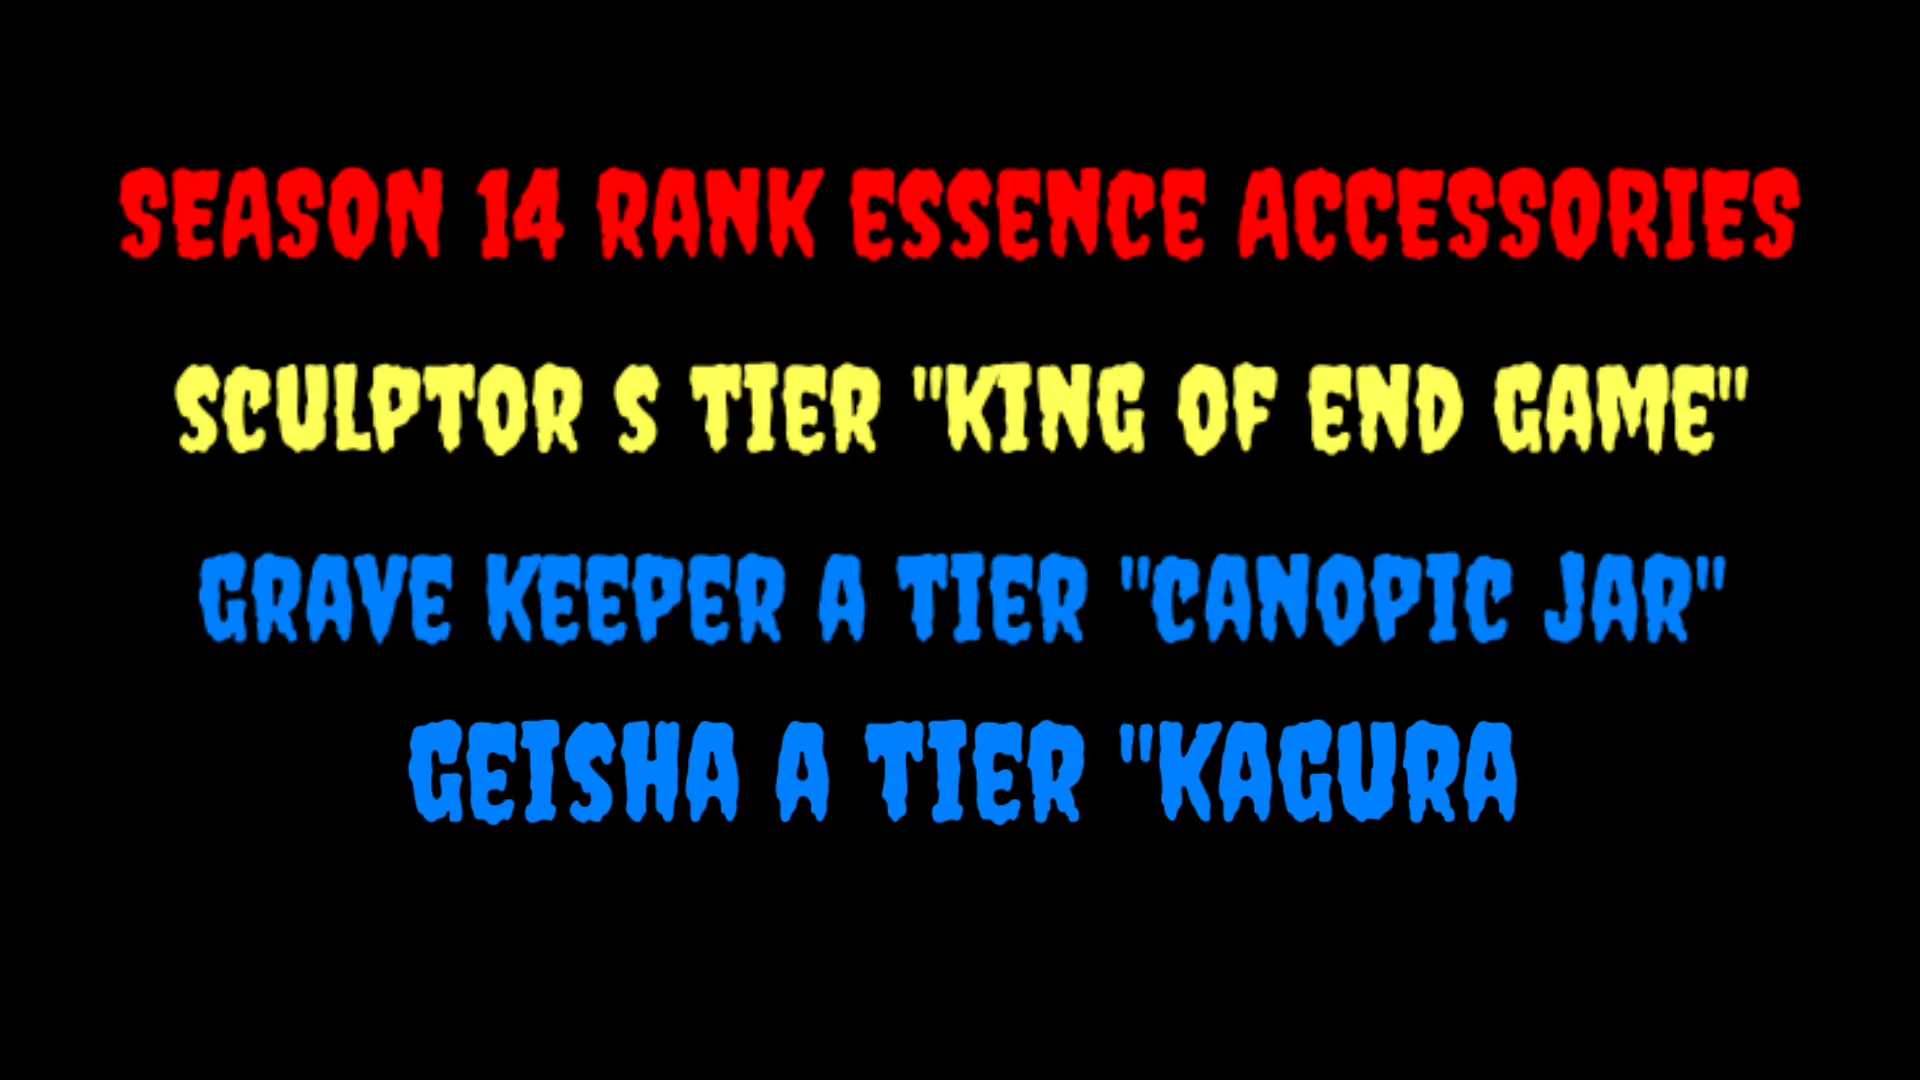 SEASON 14 RANK ESSENCE ACCESSORIES
SCULPTOR S TIER "KING OF END GAME"
GRAVE KEEPER A TIER "CANOPIC JAR"
GEISHA A TIER "KAGURA